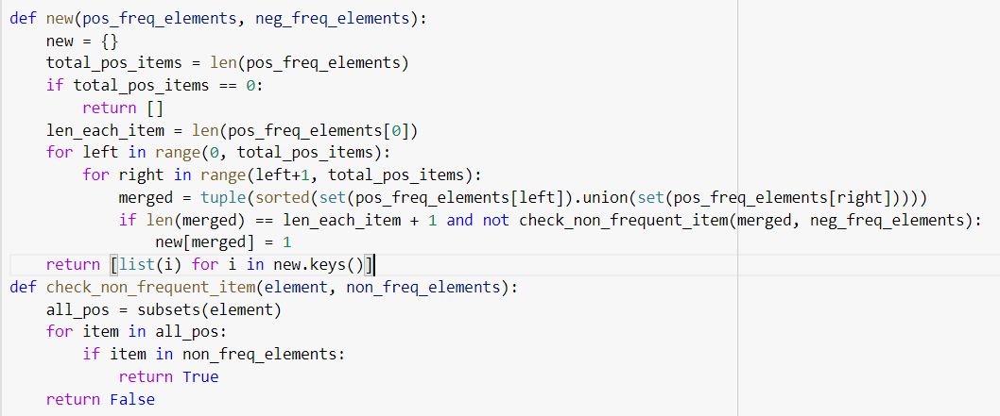 def new(pos_freq_elements, neg_freq_elements):
    new = {}
    total_pos_items = len(pos_freq_elements)
    if total_pos_items == 0:
        return []
    len_each_item = len(pos_freq_elements[0])
    for left in range(0, total_pos_items):
        for right in range(left+1, total_pos_items):
            merged = tuple(sorted(set(pos_freq_elements[left]).union(set(pos_freq_elements[right]))))
            if len(merged) == len_each_item + 1 and not check_non_frequent_item(merged, neg_freq_elements):
                new[merged] = 1
    return [list(i) for i in new.keys()]
def check_non_frequent_item(element, non_freq_elements):
    all_pos = subsets(element)
    for item in all_pos:
        if item in non_freq_elements:
            return True
    return False